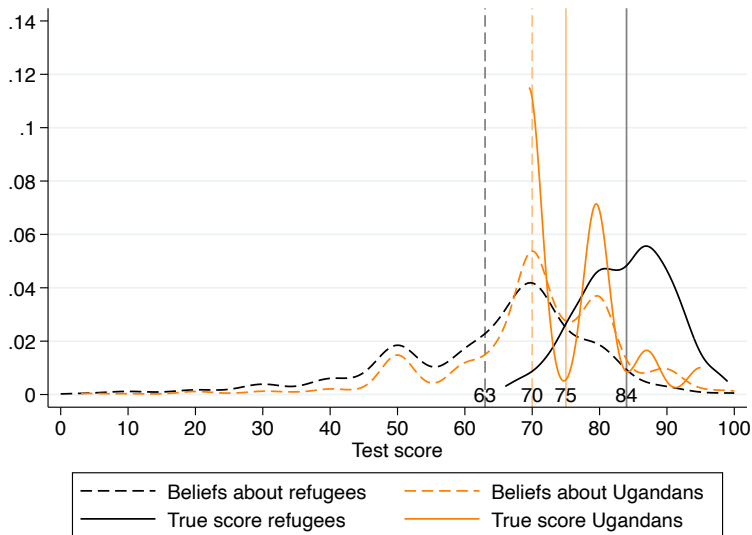 .14
.12
.1
.08
.06
.04
.02
0
63 70 75 84
0 10 20 30 40 50 60 70 80 90 100
Test score
Beliefs about refugees Beliefs about Ugandans
True score refugees True score Ugandans